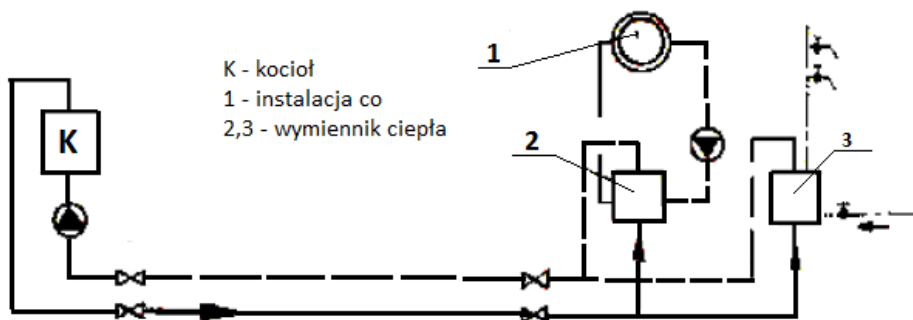 K - kocioł
1 - instalacja co
2,3 - wymiennik ciepła
K
1
2
3